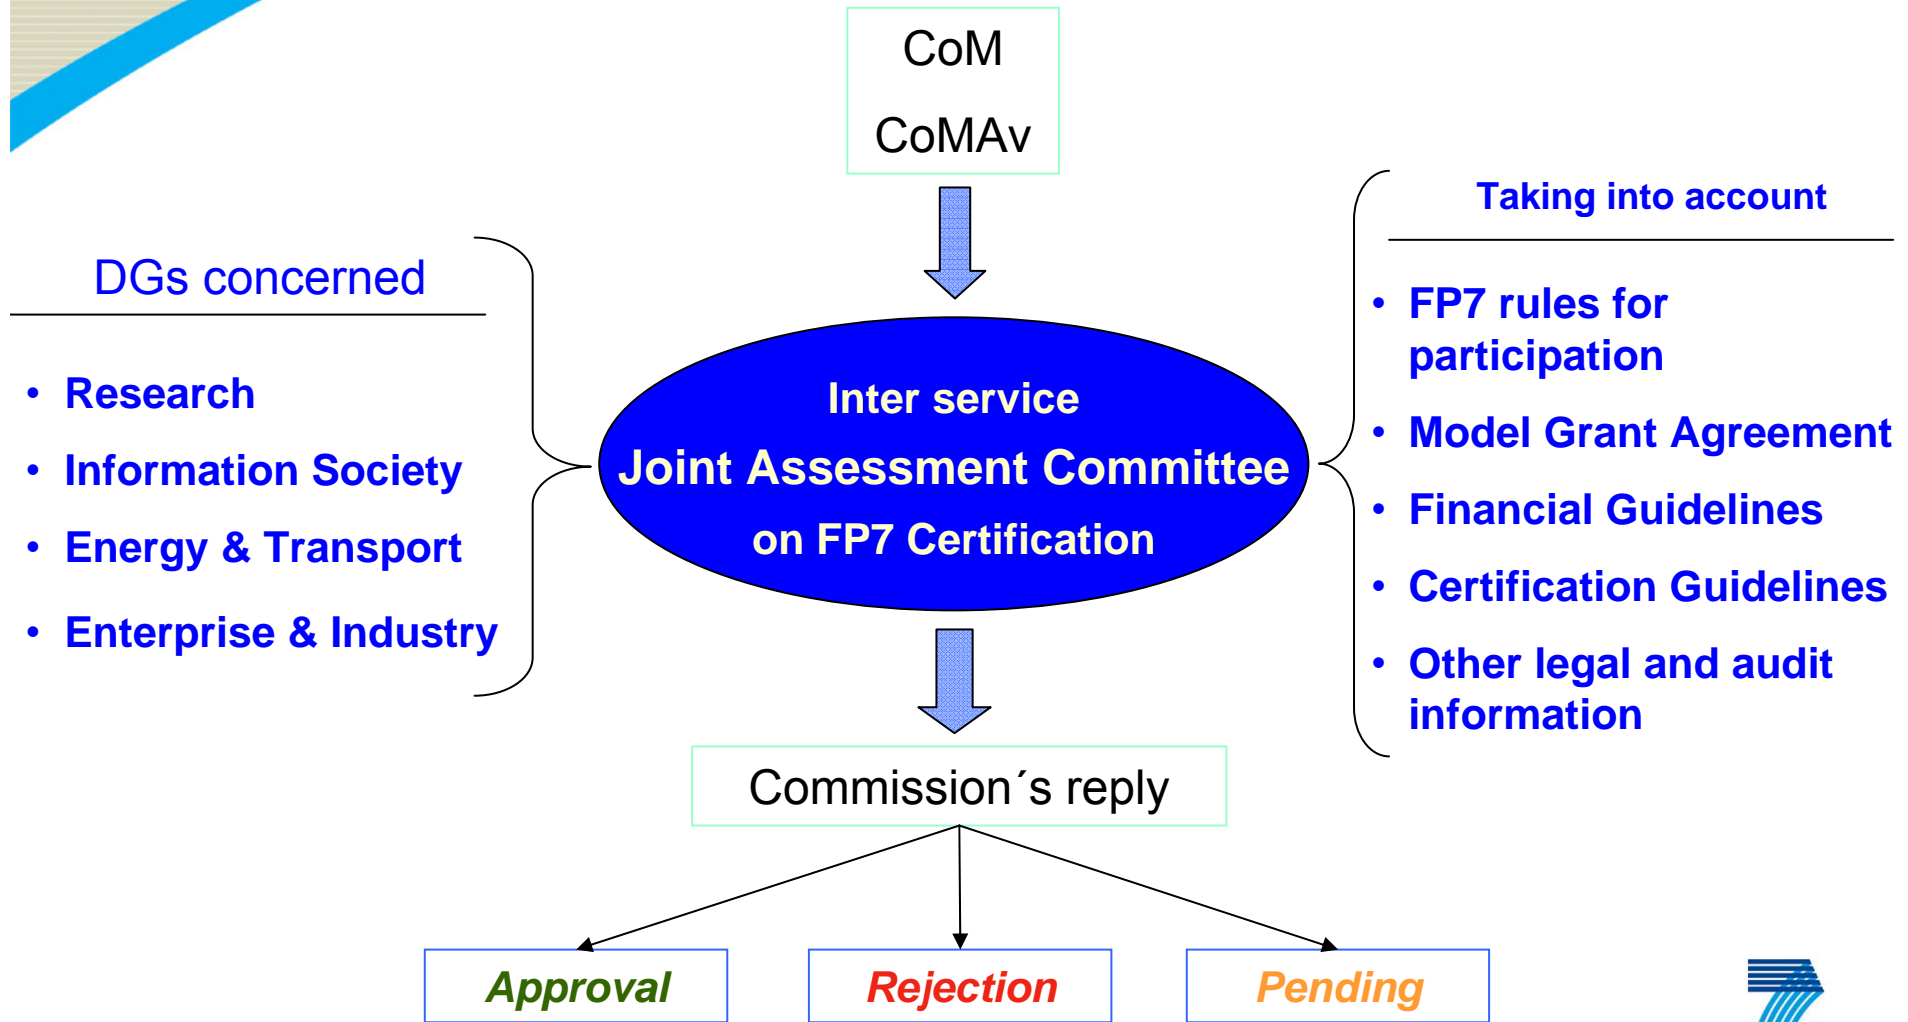 CoM
CoMAv
DGs concerned
• Research
• Information Society
• Energy & Transport
• Enterprise & Industry
Inter service
Joint Assessment Committee
on FP7 Certification
Taking into account
• FP7 rules for
participation
• Model Grant Agreement
• Financial Guidelines
• Certification Guidelines
• Other legal and audit
information
Commission´s reply
Approval
Rejection
Pending